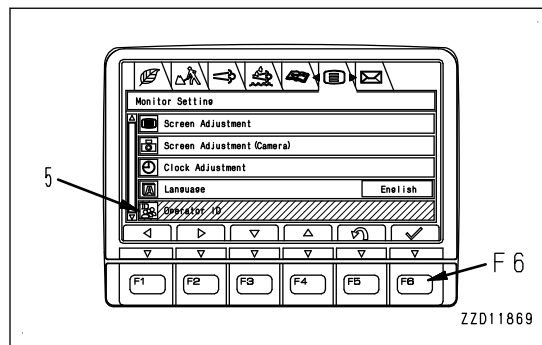 Monitor Setting
Screen Adjustment
Screen Adjustment (Camera)
Clock Adjustment
A Language English
5
Operator ID
F1 F2 F3 F4 F5 F6
F6
ZZD11869